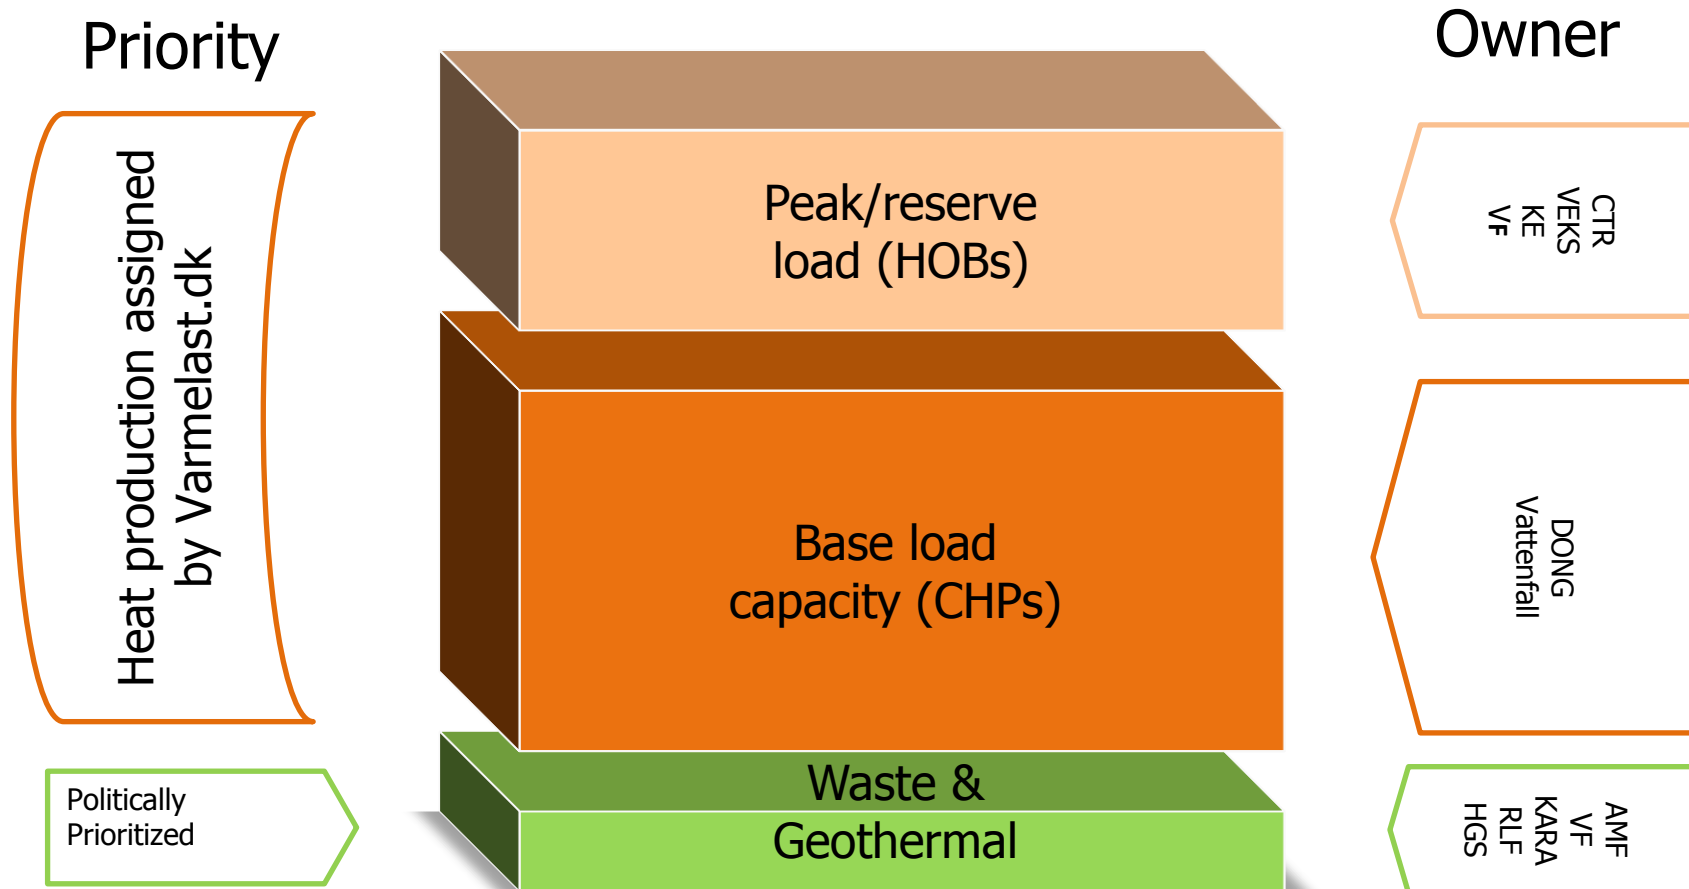 Priority
Owner
Heat production assigned
by Varmelast.dk
Peak/reserve
load (HOBs)
CTR
VEKS
KE
VF
Base load
capacity (CHPs)
DONG
Vattenfall
Politically
Prioritized
Waste &
Geothermal
AMF
VF
KARA
RLF
HGS